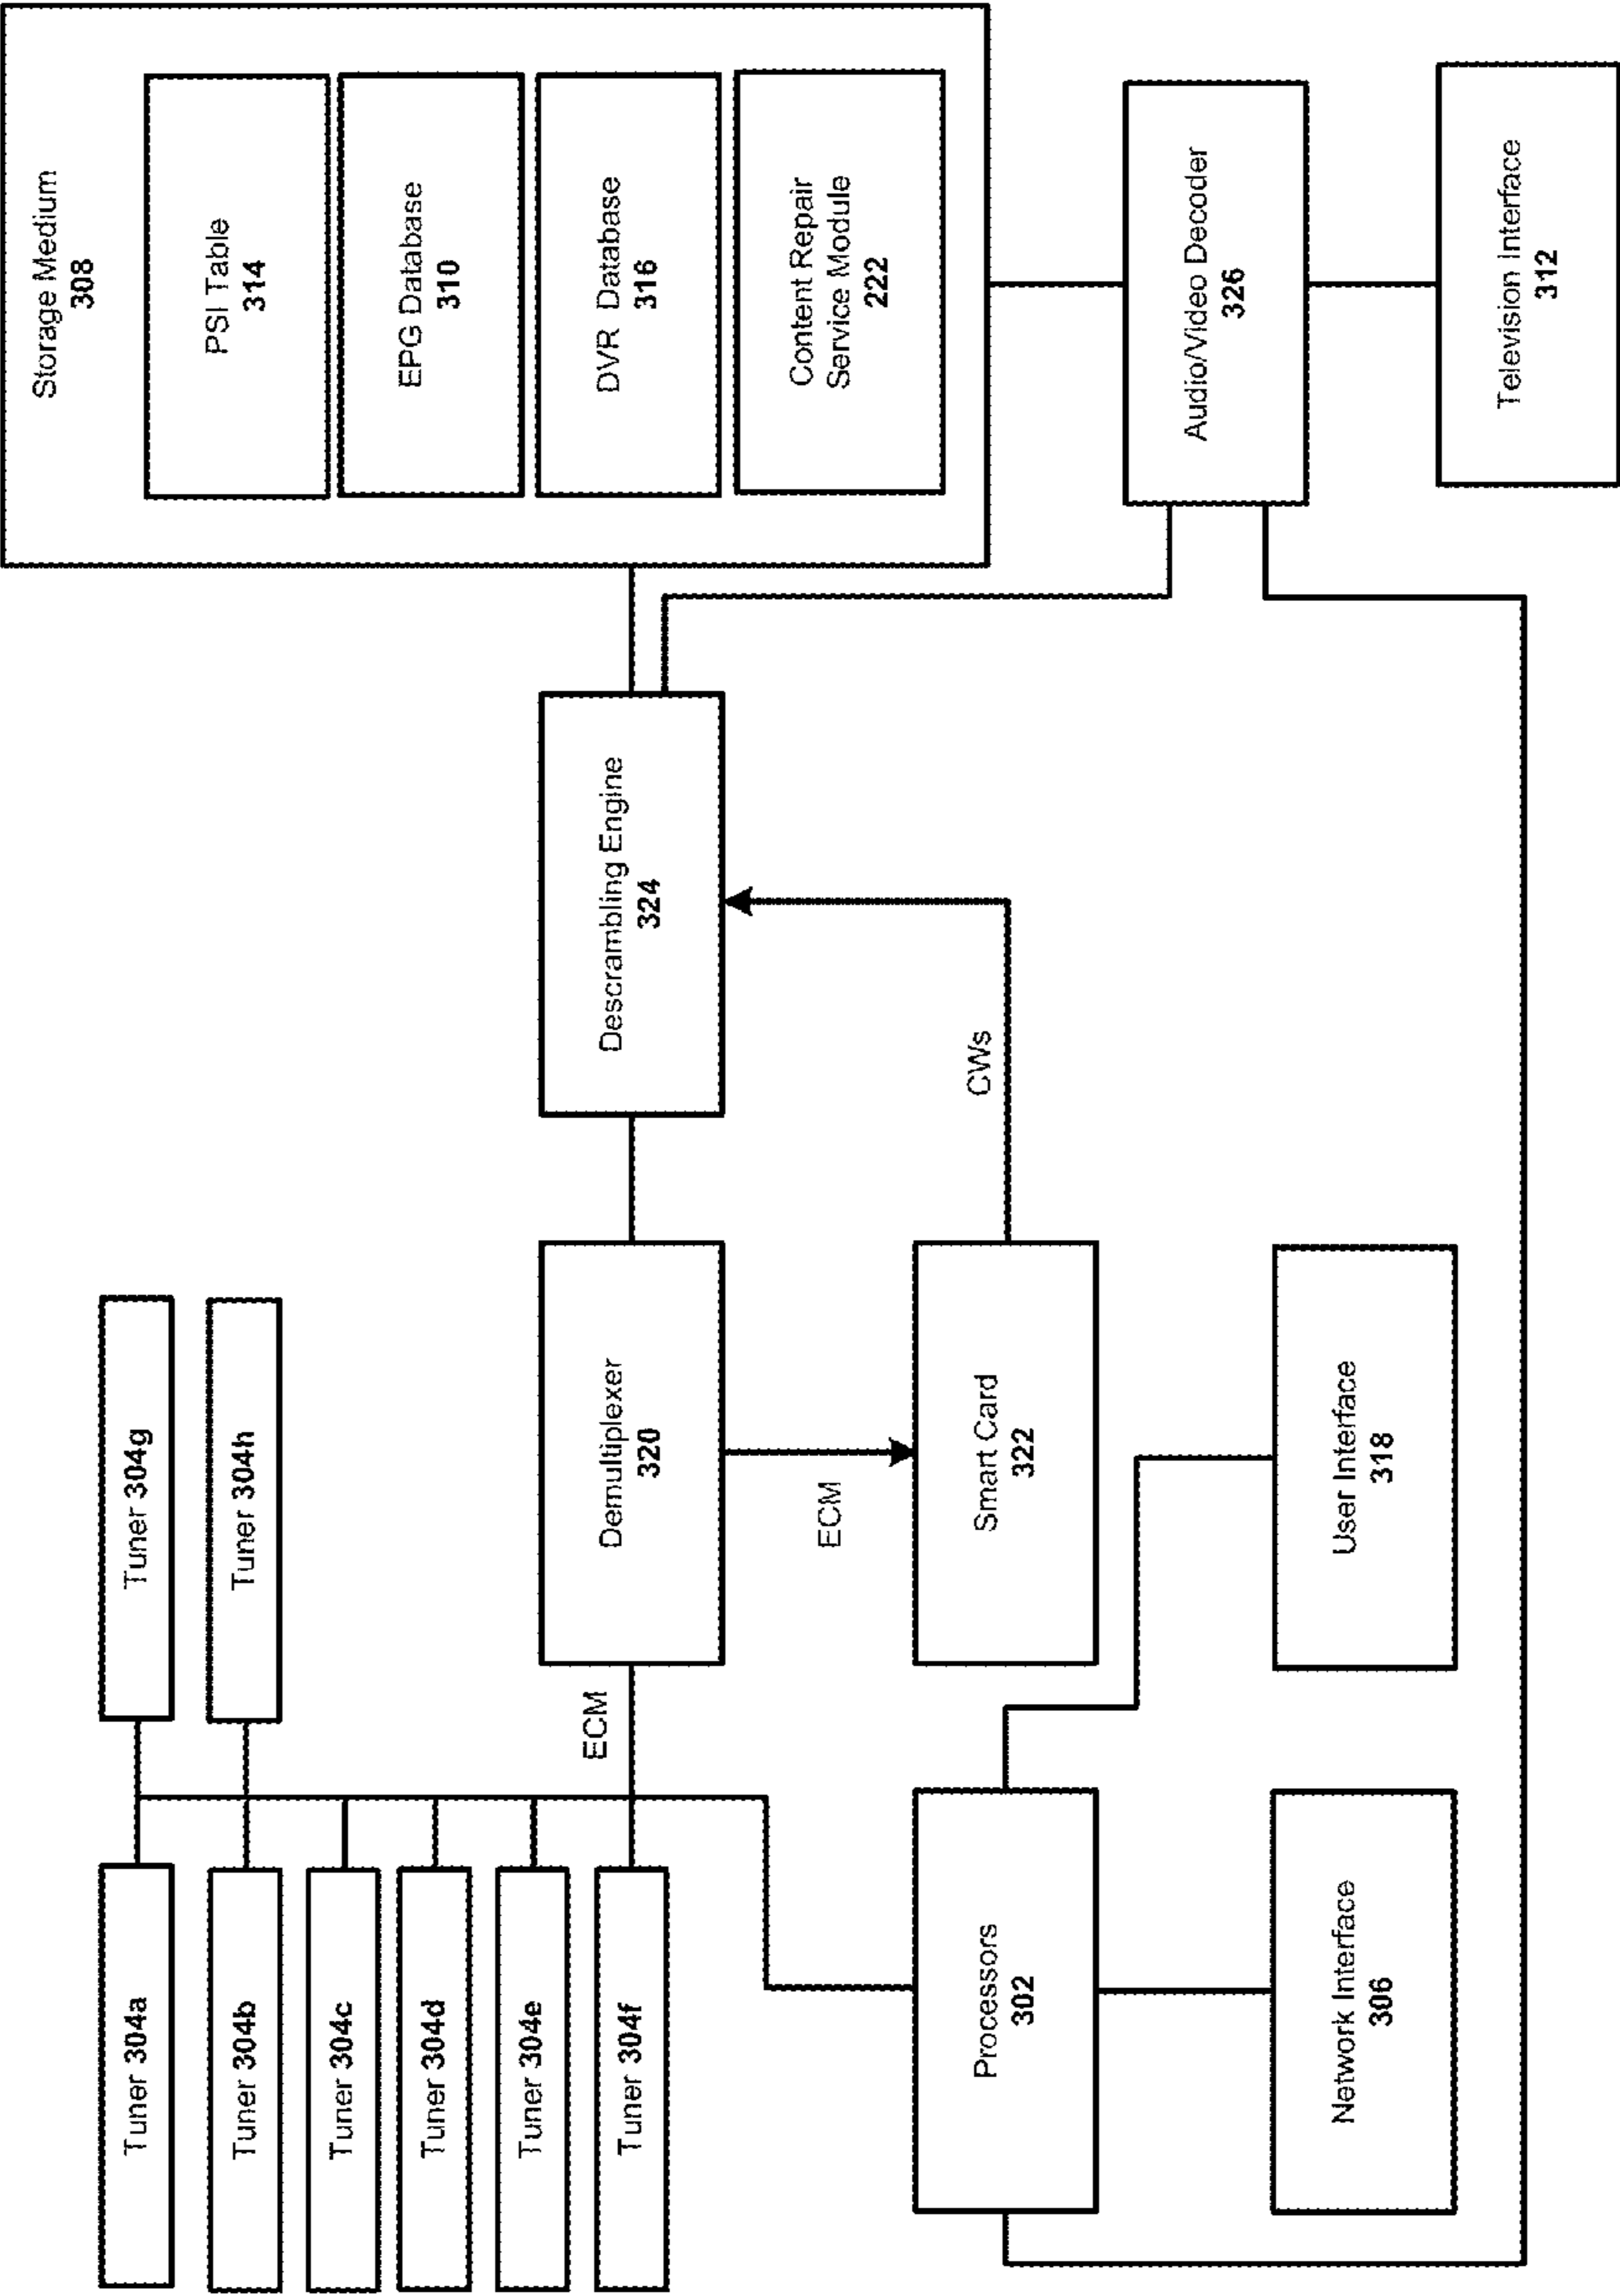 Tuner 304a
Tuner 304b
Tuner 304c
Tuner 304d
Tuner 304e
Tuner 304f
Tuner 304g
Tuner 304h
ECM
Demultiplexer
320
ECM
Smart Card
322
CWs
Descrambling Engine
324
Storage Medium
308
PSI Table
314
EPG Database
310
DVR Database
316
Content Repair
Service Module
222
Processors
302
Network Interface
306
User Interface
318
Audio/Video Decoder
326
Television Interface
312